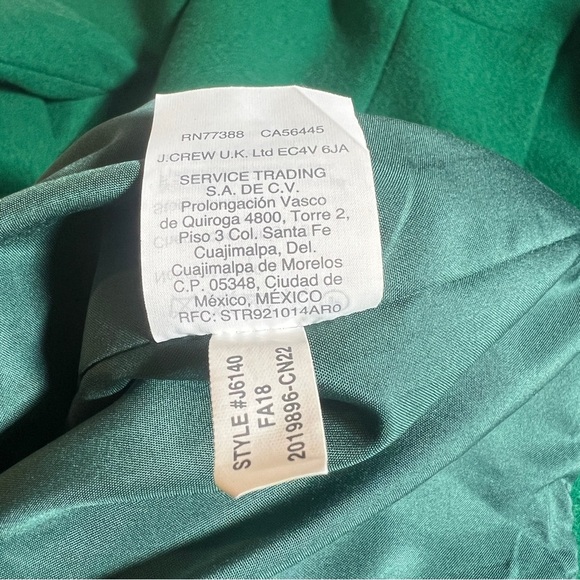 RN77388 CA56445
J.CREW U.K. Ltd EC4V 6JA
SERVICE TRADING
S.A. DE C.V.
Prolongación Vasco
de Quiroga 4800, Torre 2,
Piso 3 Col. Santa Fe
Cuajimalpa, Del.
Cuajimalpa de Morelos
C.P. 05348, Ciudad de
México, MÉXICO
RFC: STR921014AR0
STYLE #J6140
FA18
2019896-CN22